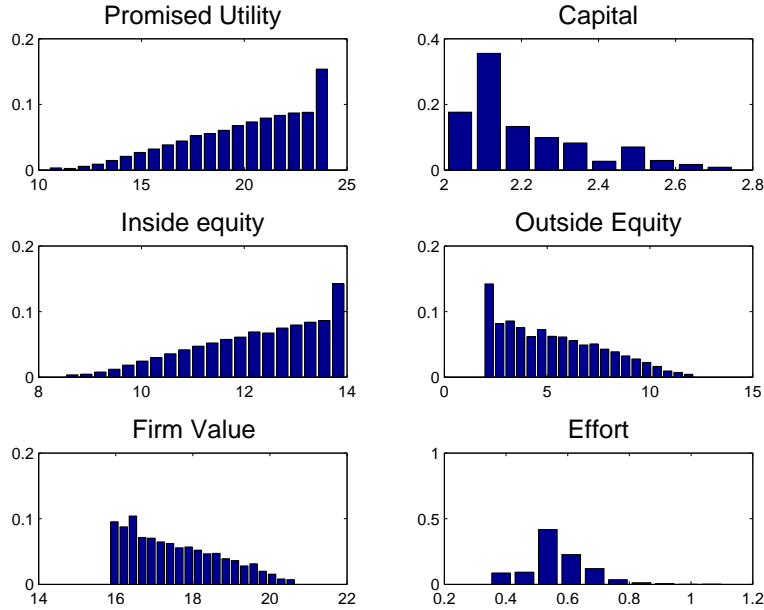 Promised Utility
0.2
0.1
0
10 15 20 25
Capital
0.4
0.2
0
2 2.2 2.4 2.6 2.8
Inside equity
0.2
0.1
0
8 10 12 14
Outside Equity
0.2
0.1
0
0 5 10 15
Firm Value
0.2
0.1
0
14 16 18 20 22
Effort
1
0.5
0
0.2 0.4 0.6 0.8 1 1.2